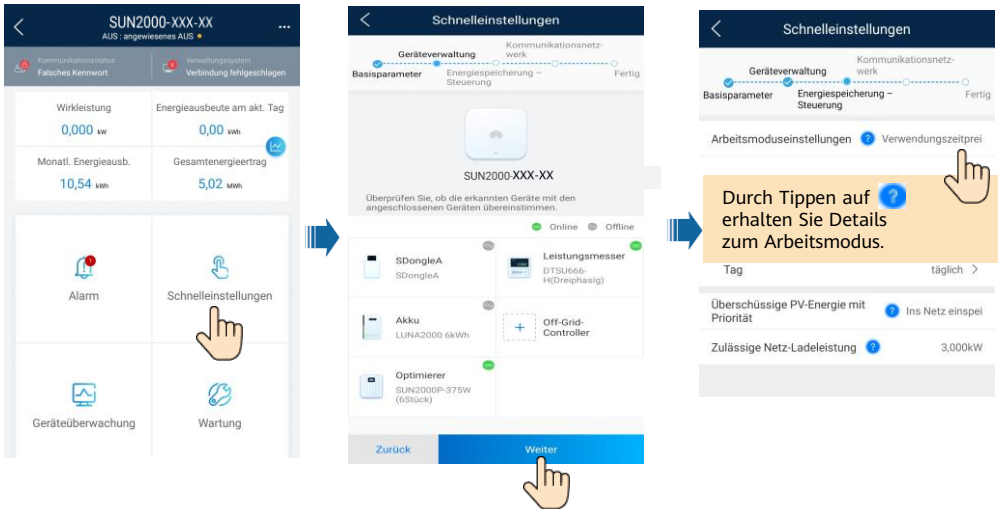 SUN2000-XXX-XX
AUS : angewiesenes AUS
Kommunikationsstatus
Falsches Kennwort
Verwaltungssystem
Verbindung fehlgeschlagen
Wirkleistung
0,000 kW
Energieausbeute am akt. Tag
0,00 kWh
Monatl. Energieausb.
10,54 kWh
Gesamtenergieertrag
5,02 MWh
Alarm
Schnelleinstellungen
Geräteüberwachung
Wartung
Schnelleinstellungen
Geräteverwaltung
Kommunikationsnetz-
werk
Basisparameter
Energiespeicherung –
Steuerung
Fertig
SUN2000-XXX-XX
Überprüfen Sie, ob die erkannten Geräte mit den
angeschlossenen Geräten übereinstimmen.
Online
Offline
SDongleA
SDongleA
Leistungsmesser
DTSU666-
H(Dreiphasig)
Akku
LUNA2000 6kWh
Off-Grid-
Controller
Optimierer
SUN2000P-375W
(6Stück)
Zurück
Weiter
Schnelleinstellungen
Geräteverwaltung
Kommunikationsnetz-
werk
Basisparameter
Energiespeicherung –
Steuerung
Fertig
Arbeitsmoduseinstellungen ? Verwendungszeitprei
Durch Tippen auf ?
erhalten Sie Details
zum Arbeitsmodus.
Tag täglich >
Überschüssige PV-Energie mit
Priorität
? Ins Netz einspei
Zulässige Netz-Ladeleistung ? 3,000kW